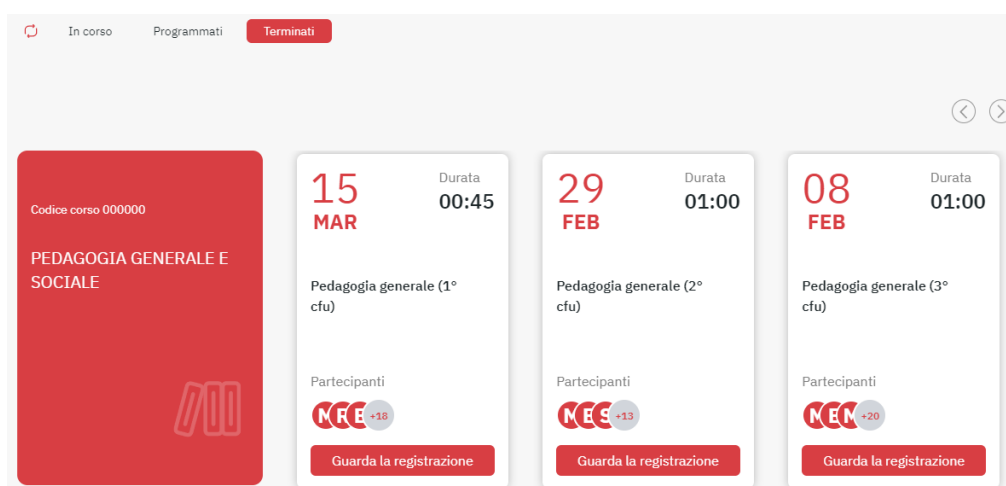 In corso Programmati Terminati
Codice corso 000000
PEDAGOGIA GENERALE E
SOCIALE
15
MAR
Durata
00:45
Pedagogia generale (1°
cfu)
Partecipanti
M R E +18
Guarda la registrazione
29
FEB
Durata
01:00
Pedagogia generale (2°
cfu)
Partecipanti
M E S +13
Guarda la registrazione
08
FEB
Durata
01:00
Pedagogia generale (3°
cfu)
Partecipanti
M E M +20
Guarda la registrazione